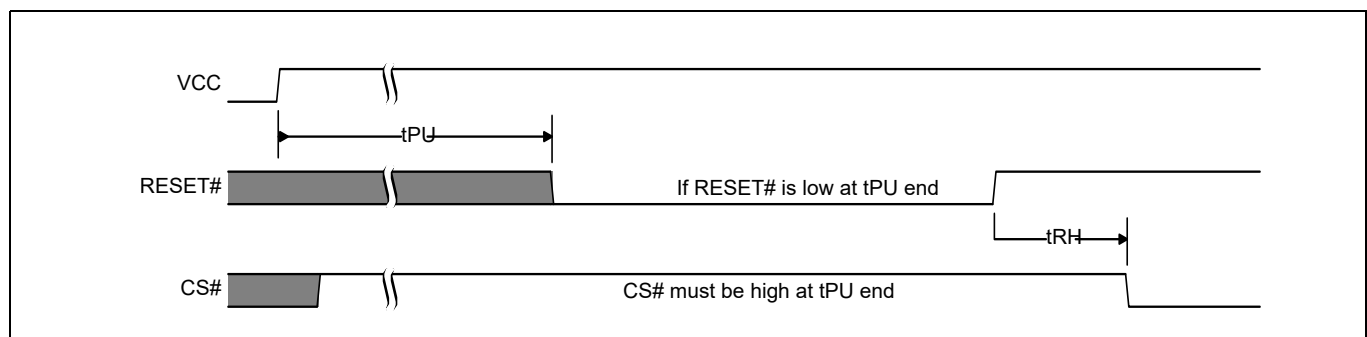 VCC
tPU
RESET#
If RESET# is low at tPU end
tRH
CS#
CS# must be high at tPU end